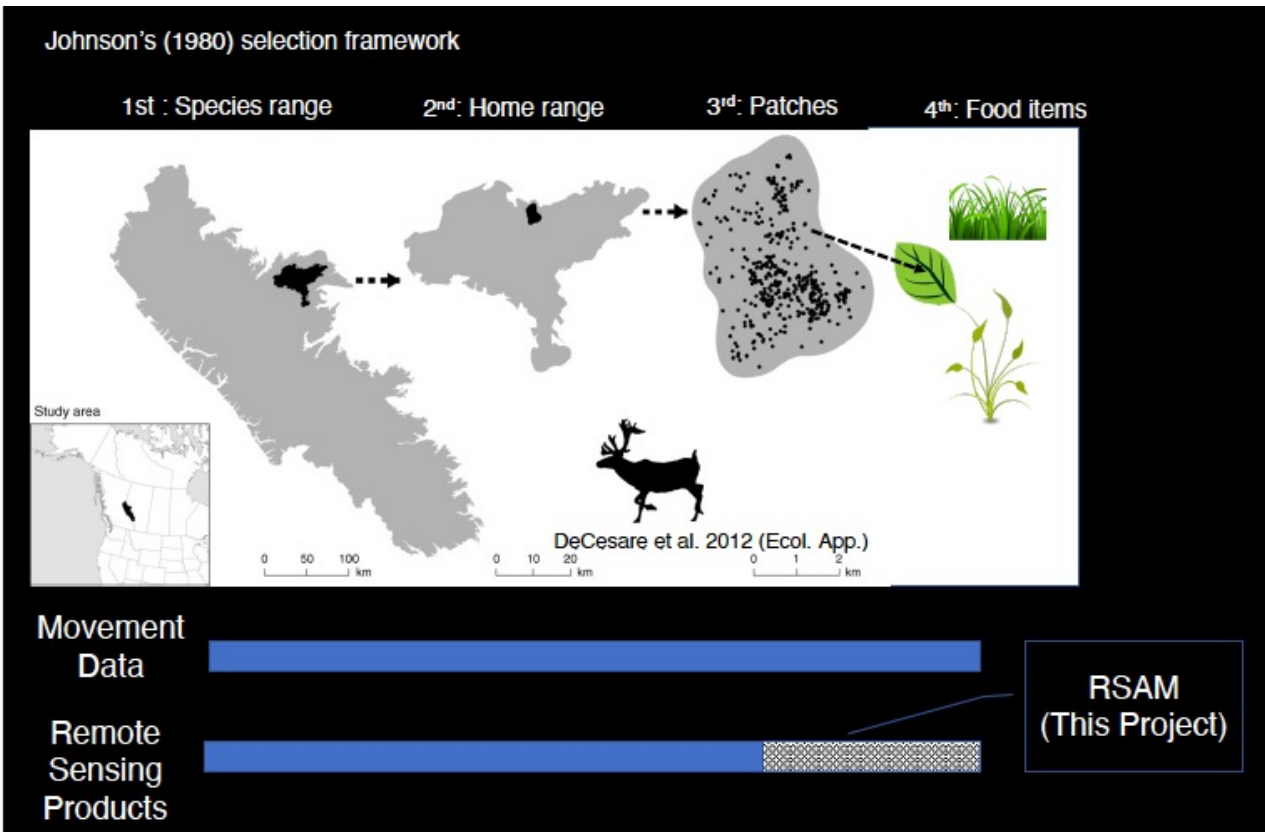 Johnson's (1980) selection framework
1st : Species range
2nd: Home range
3rd: Patches
4th: Food items
Study area
DeCesare et al. 2012 (Ecol. App.)
0 50 100
km
0 10 20
km
0 1 2
km
Movement
Data
Remote
Sensing
Products
RSAM
(This Project)